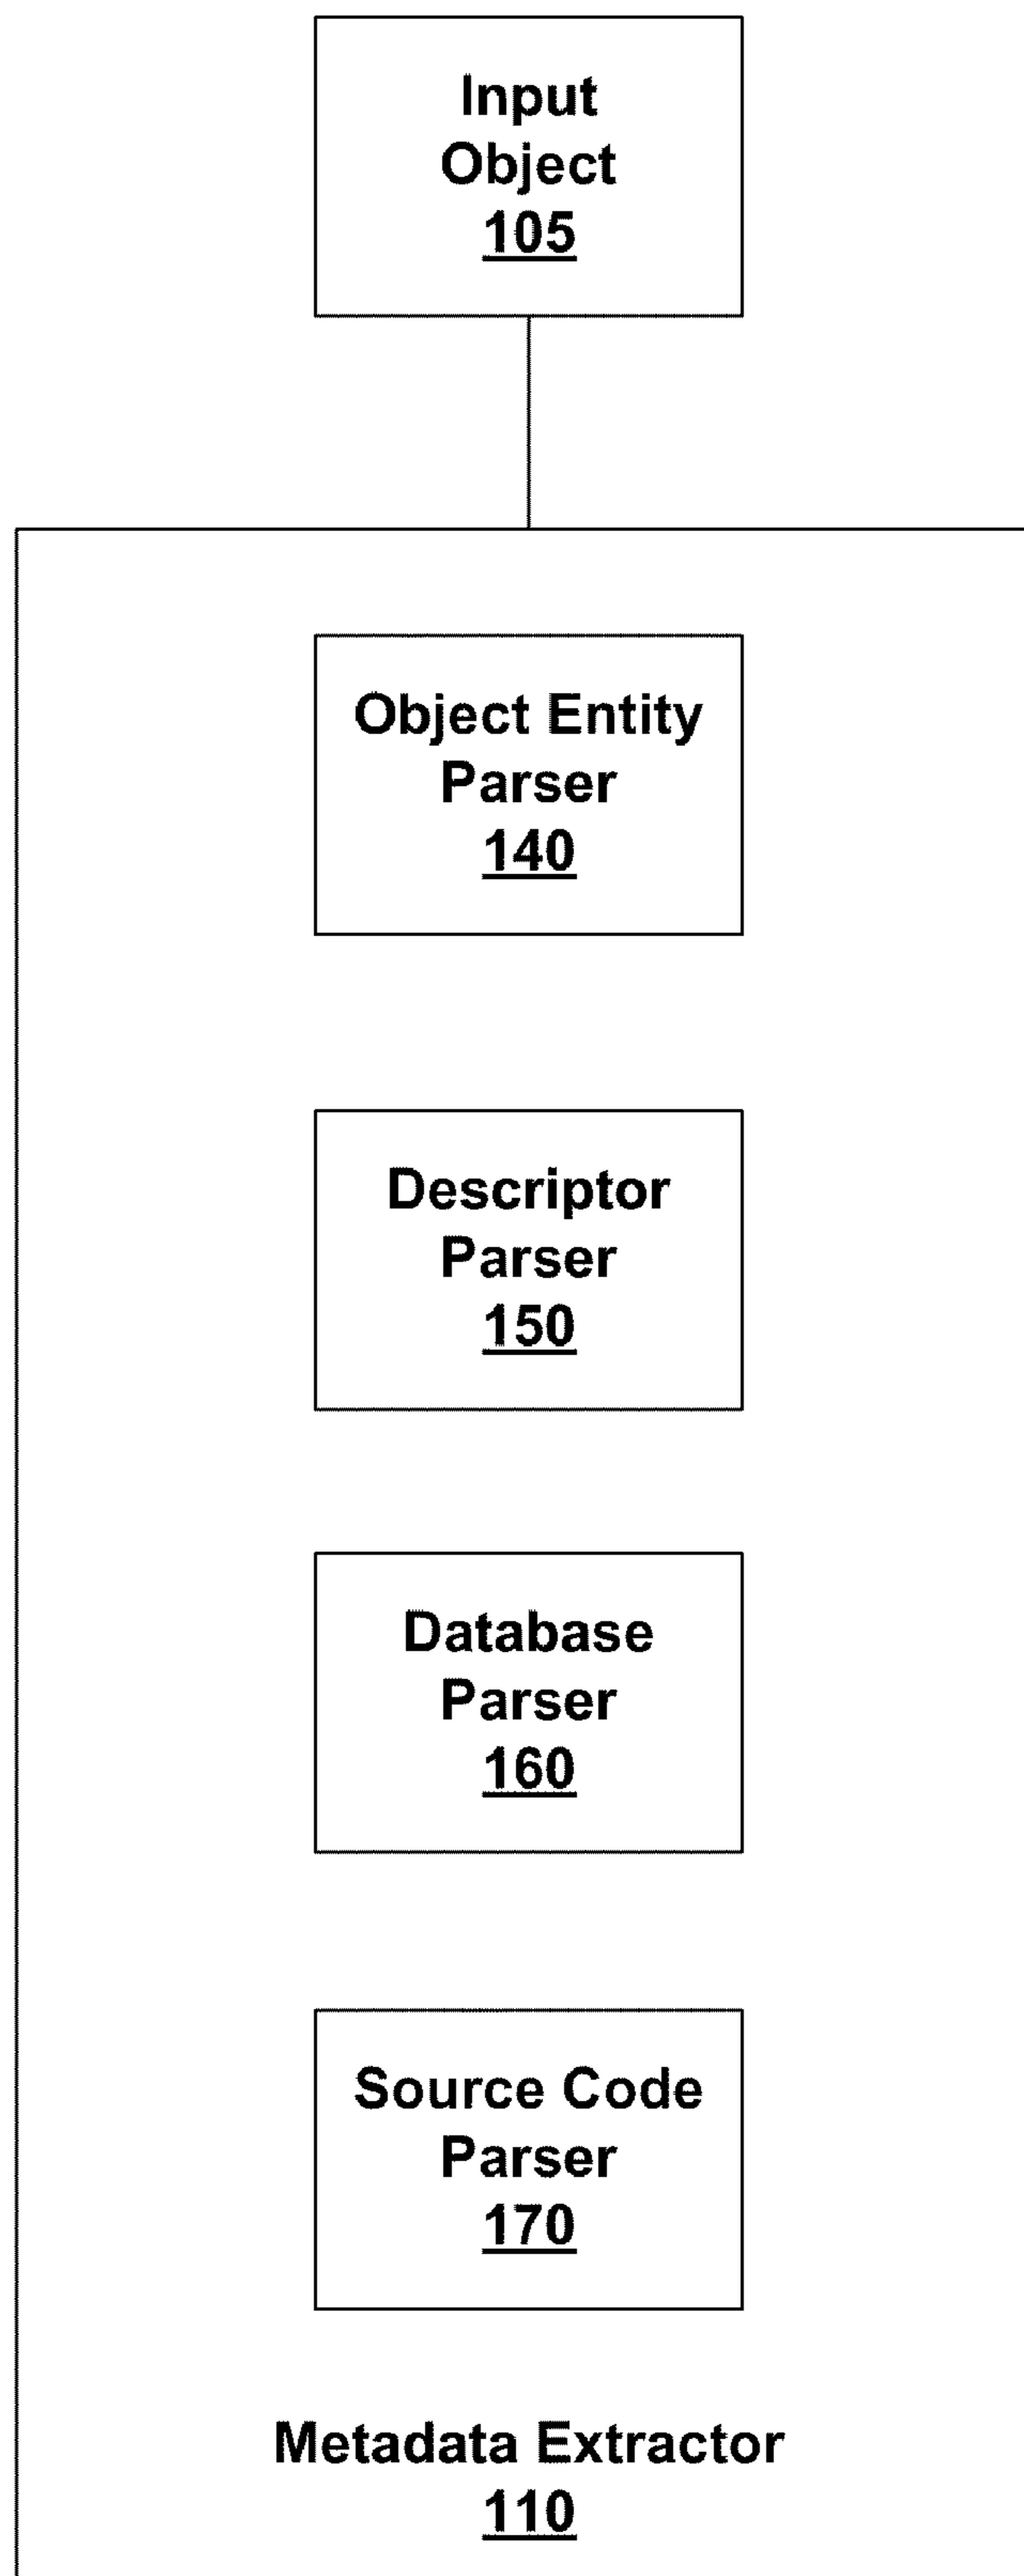 Input
Object
105
Object Entity
Parser
140
Descriptor
Parser
150
Database
Parser
160
Source Code
Parser
170
Metadata Extractor
110